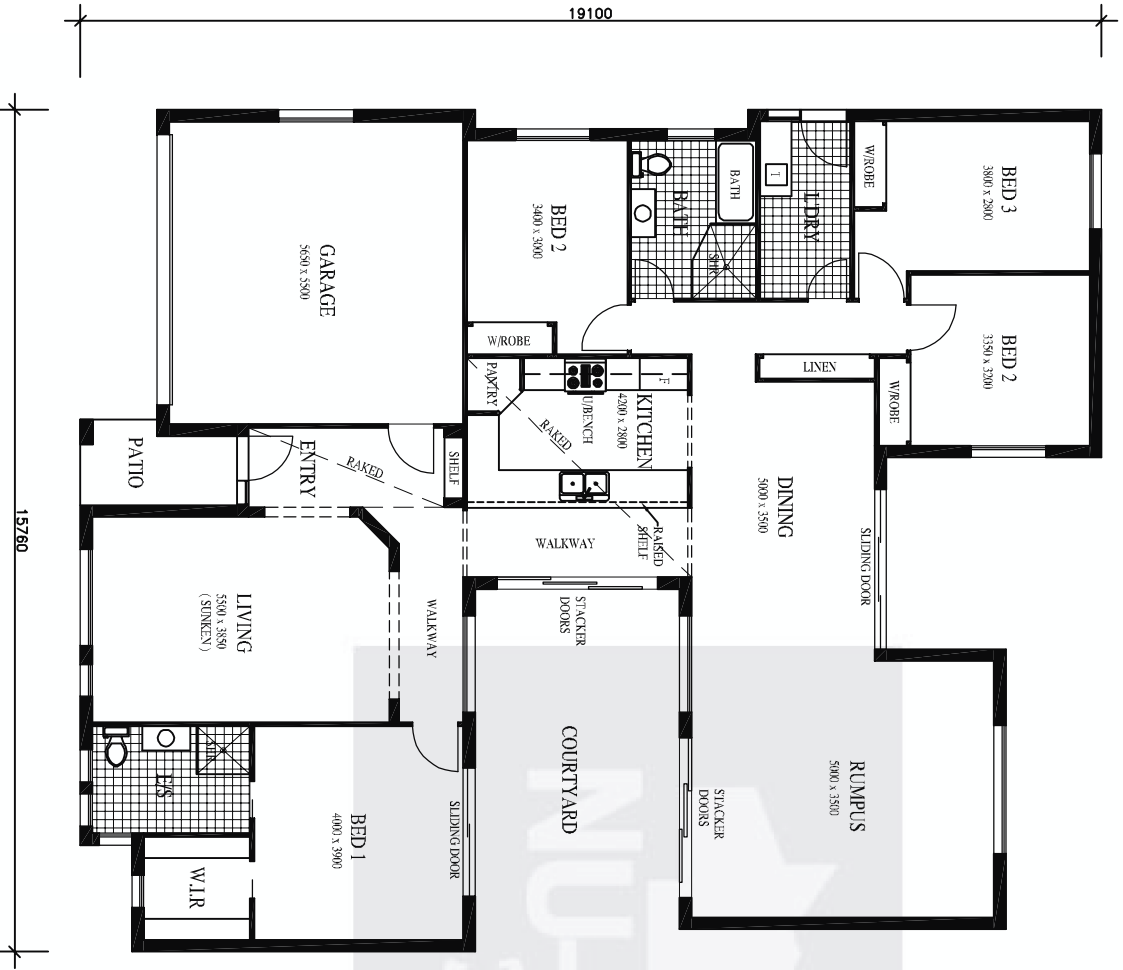 19100
15760
GARAGE
5650 x 5500
BED 2
3400 x 3000
W/ROBE
BATH
BATH
SHR
L'DRY
T
W/ROBE
BED 3
3800 x 2800
BED 2
3350 x 3200
W/ROBE
LINEN
PANTRY
U/BENCH
KITCHEN
4200 x 2800
F
RAKED
RAISED
SHELF
PATIO
ENTRY
RAKED
SHELF
WALKWAY
DINING
5000 x 3500
SLIDING DOOR
LIVING
5500 x 3850
( SUNKEN )
WALKWAY
STACKER
DOORS
COURTYARD
STACKER
DOORS
RUMPUS
5000 x 3500
SHR
E/S
BED 1
4000 x 3900
SLIDING DOOR
W.I.R